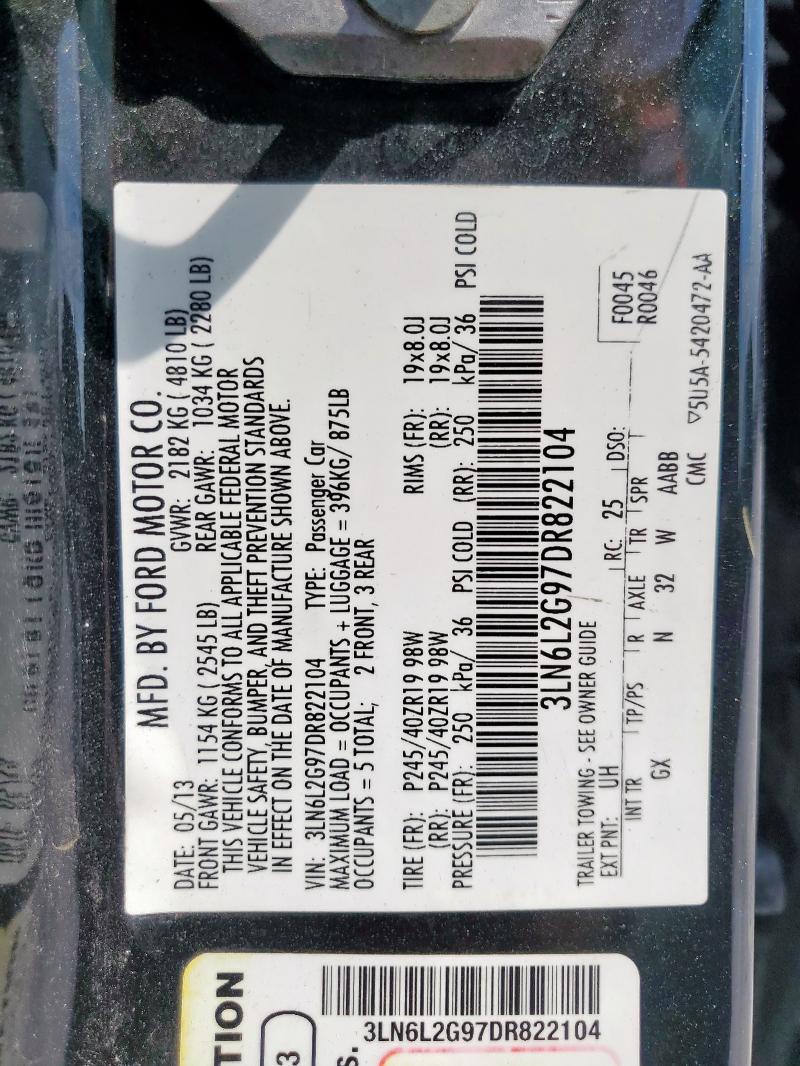 MFD. BY FORD MOTOR CO.
DATE: 05/13 GVWR: 2182 KG ( 4810 LB)
FRONT GAWR: 1154 KG ( 2545 LB) REAR GAWR: 1034 KG ( 2280 LB)
THIS VEHICLE CONFORMS TO ALL APPLICABLE FEDERAL MOTOR
VEHICLE SAFETY, BUMPER, AND THEFT PREVENTION STANDARDS
IN EFFECT ON THE DATE OF MANUFACTURE SHOWN ABOVE.
VIN: 3LN6L2G97DR822104 TYPE: Passenger Car
MAXIMUM LOAD = OCCUPANTS + LUGGAGE = 396KG/ 875LB
OCCUPANTS = 5 TOTAL; 2 FRONT, 3 REAR
TIRE (FR): P245/40ZR19 98W RIMS (FR): 19x8.0J
(RR): P245/40ZR19 98W (RR): 19x8.0J
PRESSURE (FR): 250 kPa/ 36 PSI COLD (RR): 250 kPa/ 36 PSI COLD
3LN6L2G97DR822104
TRAILER TOWING - SEE OWNER GUIDE F0045
EXT PNT: UH RC: 25 DSO: R0046
INT TR TP/PS R AXLE TR SPR
GX N 32 W AABB
CMC ▽5U5A-5420472-AA
TION
3
S.
3LN6L2G97DR822104